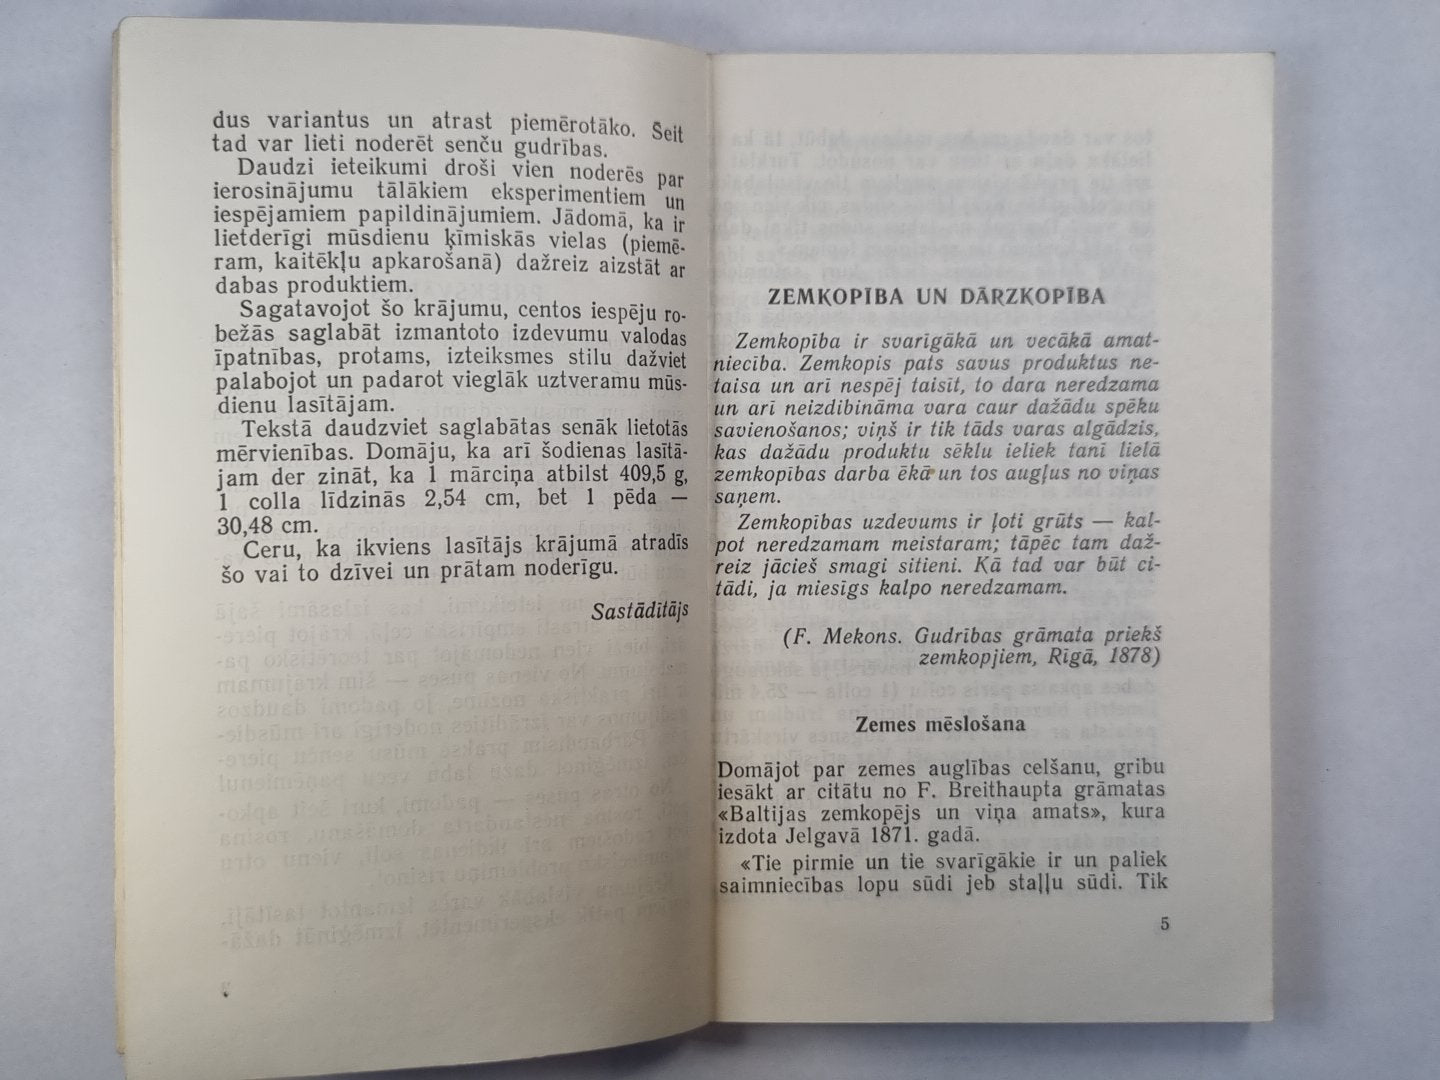 dus variantus un atrast piemērotāko. Šeit
tad var lieti noderēt senču gudrības.
Daudzi ieteikumi droši vien noderēs par
ierosinājumu tālākiem eksperimentiem un
iespējamiem papildinājumiem. Jādomā, ka ir
lietderīgi mūsdienu ķīmiskās vielas (piemē-
ram, kaitēkļu apkarošanā) dažreiz aizstāt ar
dabas produktiem.
Sagatavojot šo krājumu, centos iespēju ro-
bežās saglabāt izmantoto izdevumu valodas
īpatnības, protams, izteiksmes stilu dažviet
palabojot un padarot vieglāk uztveramu mūs-
dienu lasītājam.
Tekstā daudzviet saglabātas senāk lietotās
mērvienības. Domāju, ka arī šodienas lasītā-
jam der zināt, ka 1 mārciņa atbilst 409,5 g,
1 colla līdzinās 2,54 cm, bet 1 pēda —
30,48 cm.
Ceru, ka ikviens lasītājs krājumā atradīs
šo vai to dzīvei un prātam noderīgu.
Sastādītājs
ZEMKOPĪBA UN DĀRZKOPĪBA
Zemkopība ir svarīgākā un vecākā amat-
niecība. Zemkopis pats savus produktus ne-
taisa un arī nespēj taisīt, to dara neredzama
un arī neizdibināma vara caur dažādu spēku
savienošanos; viņš ir tik tāds varas algādzis,
kas dažādu produktu sēklu ieliek tanī lielā
zemkopības darba ēkā un tos augļus no viņas
saņem.
Zemkopības uzdevums ir ļoti grūts — kal-
pot neredzamam meistaram; tāpēc tam daž-
reiz jācieš smagi sitieni. Kā tad var būt ci-
tādi, ja miesīgs kalpo neredzamam.
(F. Mekons. Gudrības grāmata priekš
zemkopjiem, Rīgā, 1878)
Zemes mēslošana
Domājot par zemes auglības celšanu, gribu
iesākt ar citātu no F. Breithaupta grāmatas
«Baltijas zemkopējs un viņa amats», kura
izdota Jelgavā 1871. gadā.
«Tie pirmie un tie svarīgākie ir un paliek
saimniecības lopu sūdi jeb staļļu sūdi. Tik
5